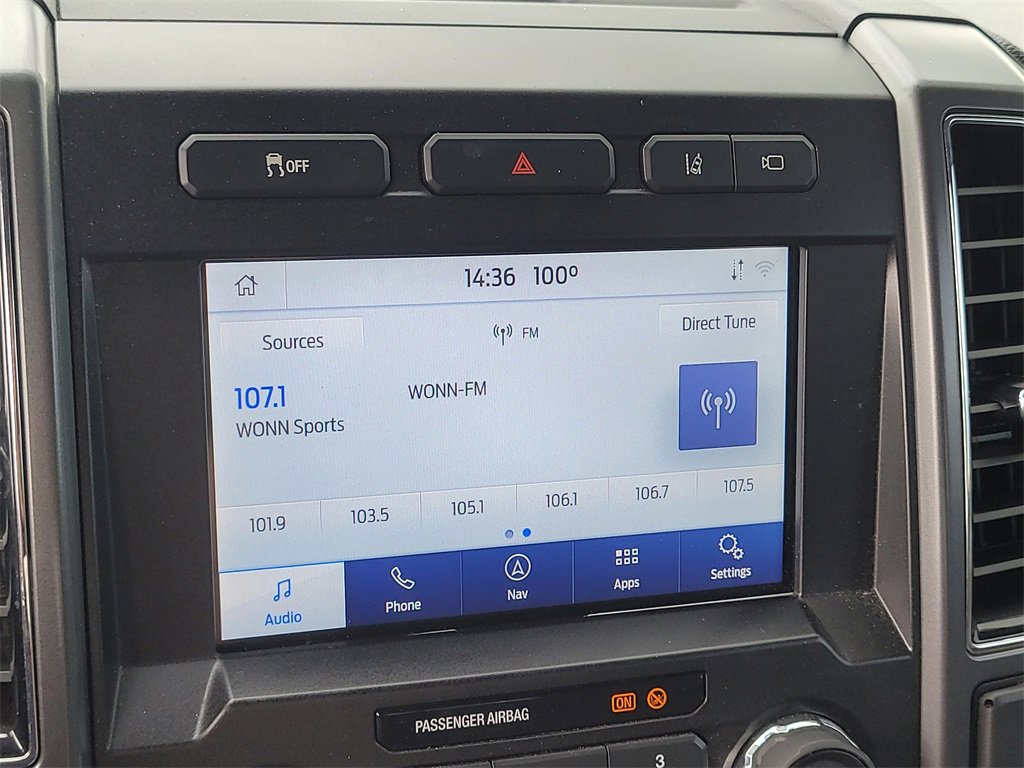 OFF
14:36 100°
Sources
FM
Direct Tune
107.1
WONN-FM
WONN Sports
101.9 103.5 105.1 106.1 106.7 107.5
Audio Phone Nav Apps Settings
PASSENGER AIRBAG ON
3